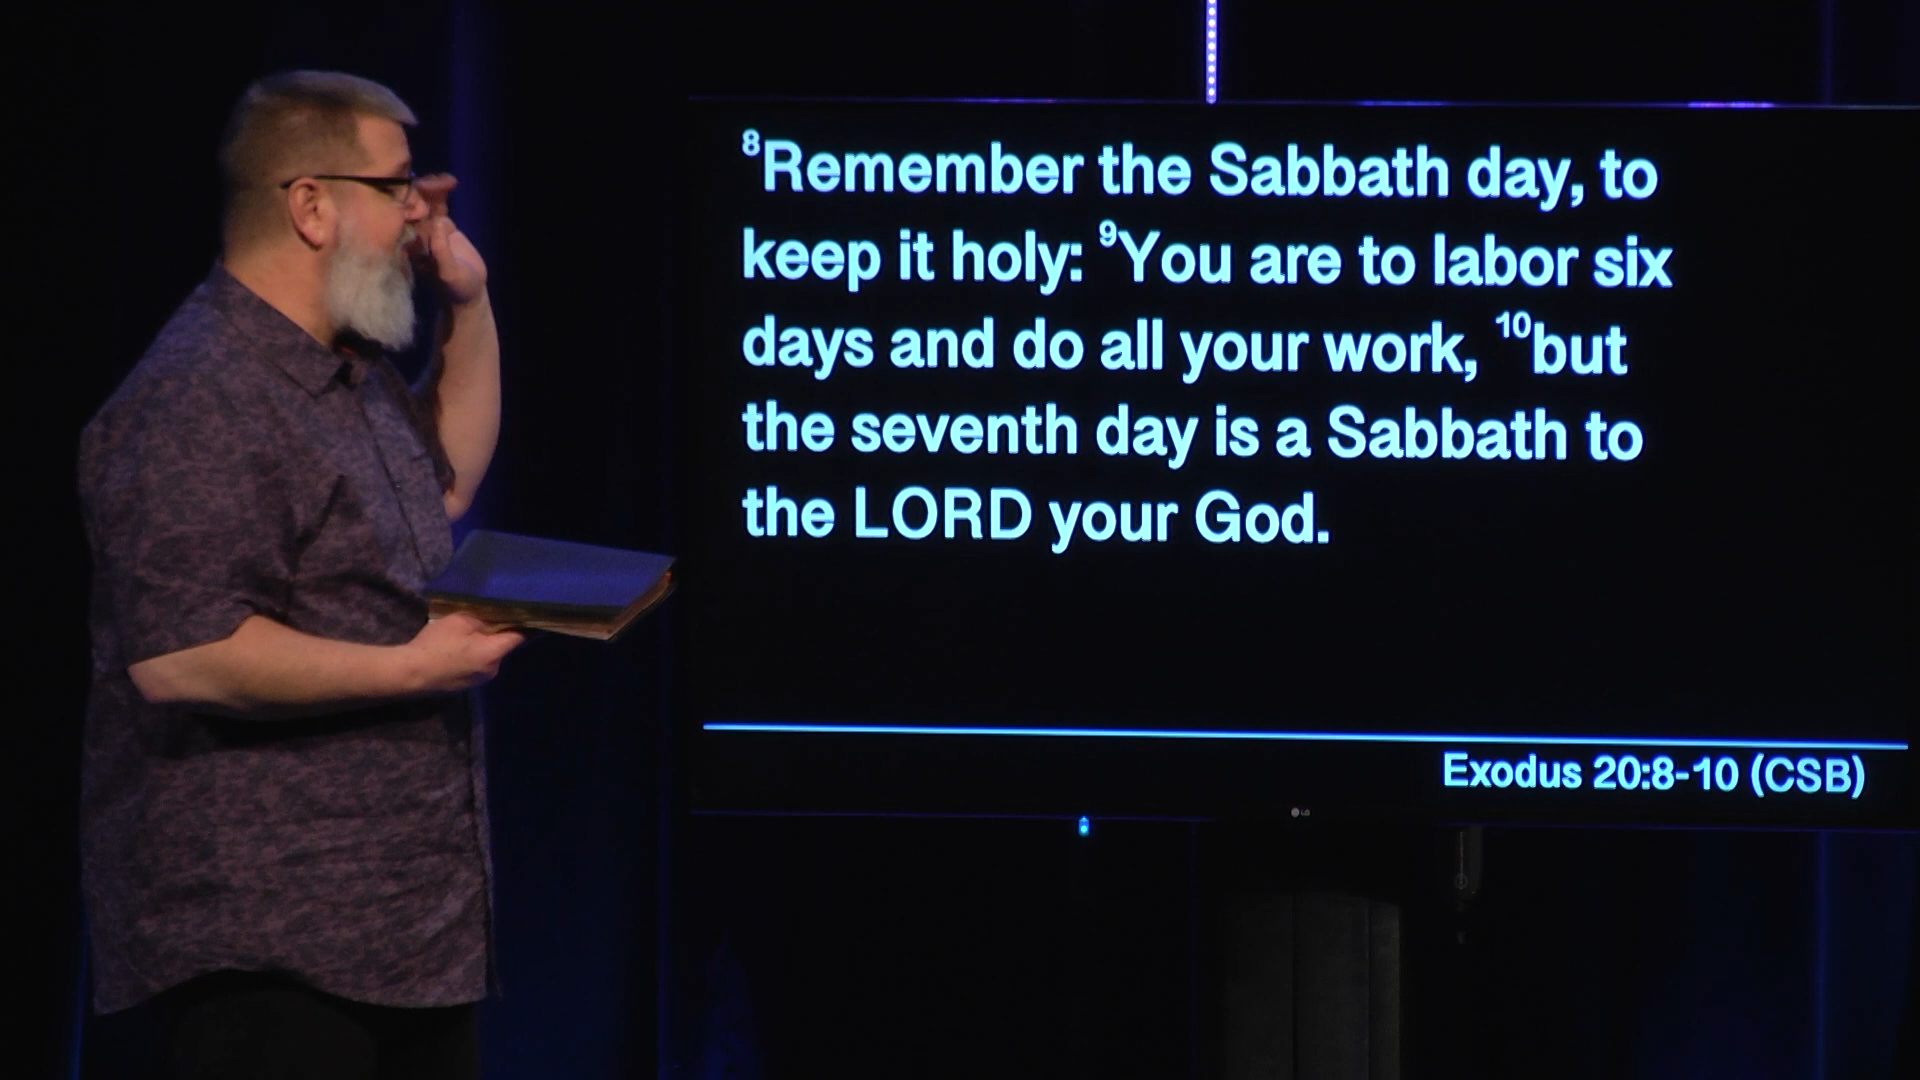 ⁸Remember the Sabbath day, to
keep it holy: ⁹You are to labor six
days and do all your work, ¹⁰but
the seventh day is a Sabbath to
the LORD your God.
Exodus 20:8-10 (CSB)
LG